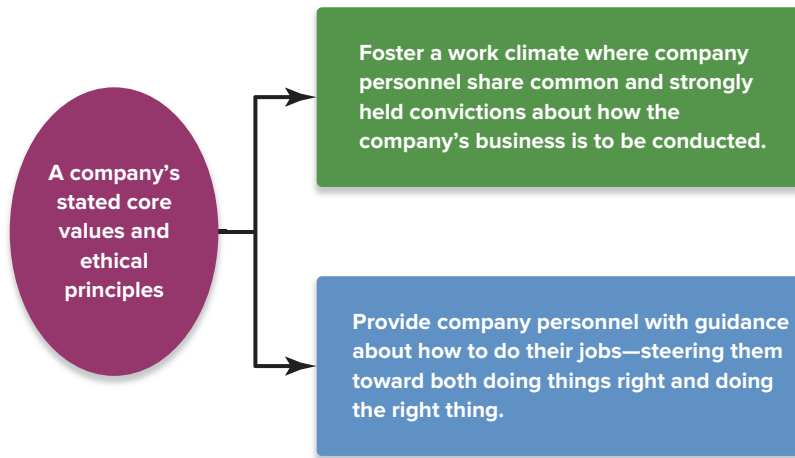 A company's
stated core
values and
ethical
principles
Foster a work climate where company
personnel share common and strongly
held convictions about how the
company's business is to be conducted.
Provide company personnel with guidance
about how to do their jobs—steering them
toward both doing things right and doing
the right thing.